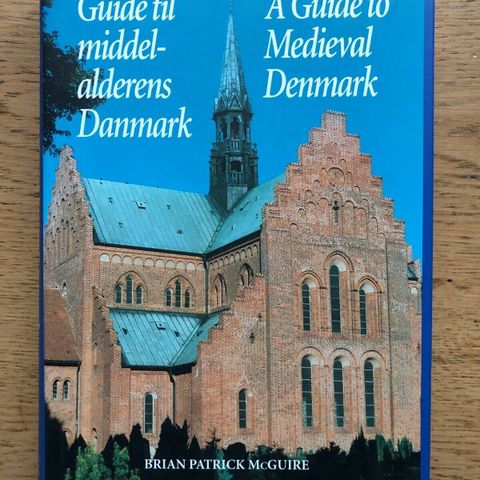 Guide til
middel-
alderens
Danmark
A Guide to
Medieval
Denmark
BRIAN PATRICK McGUIRE